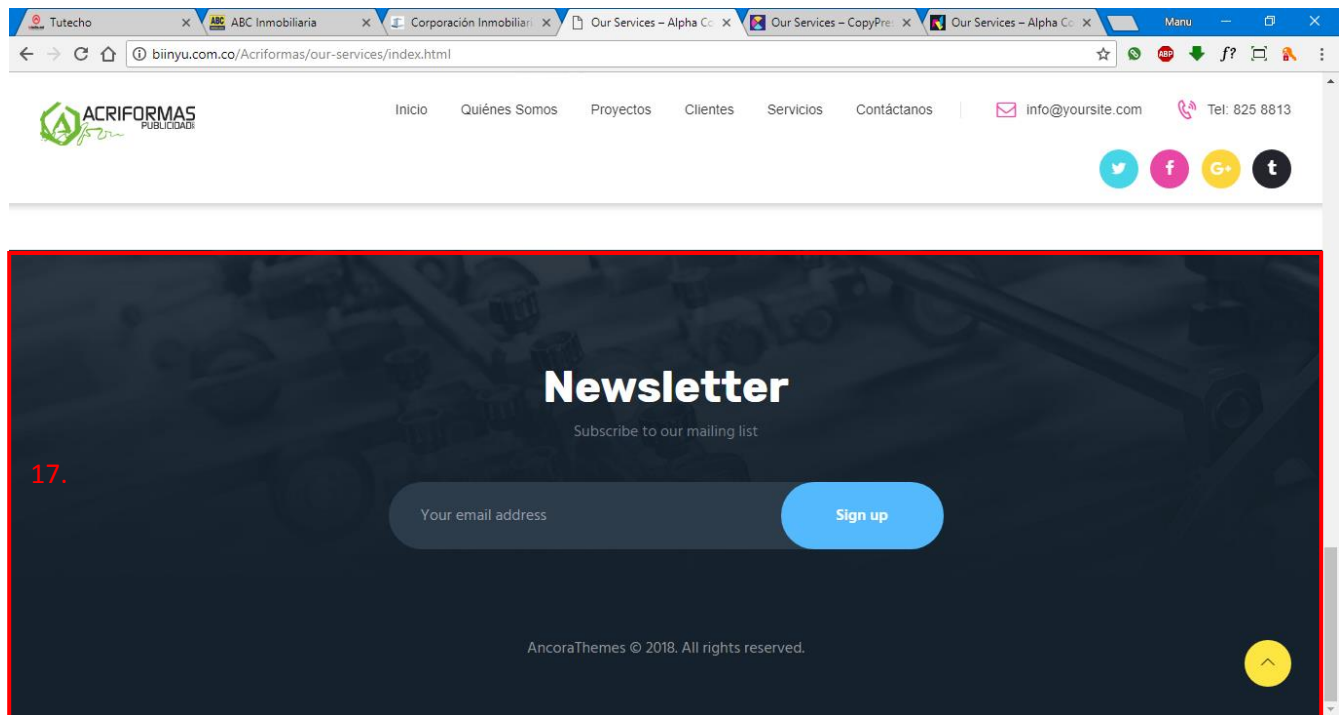 Tutecho
ABC Inmobiliaria
Corporación Inmobiliari
Our Services – Alpha Co
Our Services – CopyPre
Our Services – Alpha Co
Manu
biinyu.com.co/Acriformas/our-services/index.html
ABP
f?
ACRIFORMAS
PUBLICIDAD
Inicio
Quiénes Somos
Proyectos
Clientes
Servicios
Contáctanos
info@yoursite.com
Tel: 825 8813
f
G+
t
Newsletter
Subscribe to our mailing list
17.
Your email address
Sign up
AncoraThemes © 2018. All rights reserved.